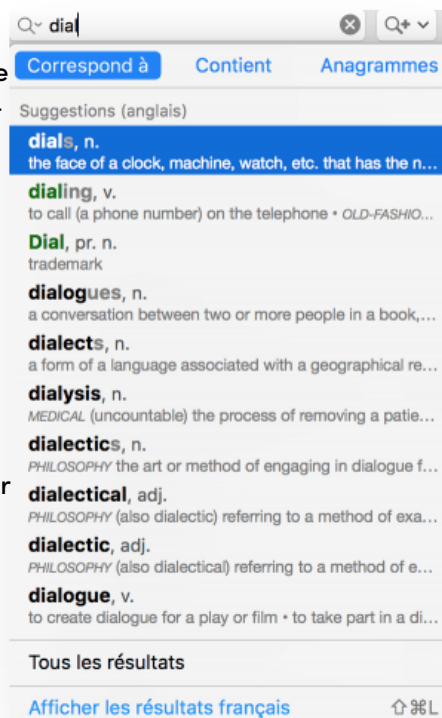 dial
e
Correspond à Contient Anagrammes
Suggestions (anglais)
dials, n.
the face of a clock, machine, watch, etc. that has the n…
dialing, v.
to call (a phone number) on the telephone • OLD-FASHIO…
Dial, pr. n.
trademark
dialogues, n.
a conversation between two or more people in a book,…
dialects, n.
a form of a language associated with a geographical re…
dialysis, n.
MEDICAL (uncountable) the process of removing a patie…
dialectics, n.
PHILOSOPHY the art or method of engaging in dialogue f…
r
dialectical, adj.
PHILOSOPHY (also dialectic) referring to a method of exa…
dialectic, adj.
PHILOSOPHY (also dialectical) referring to a method of e…
dialogue, v.
to create dialogue for a play or film • to take part in a di…
Tous les résultats
Afficher les résultats français ⇧⌘L